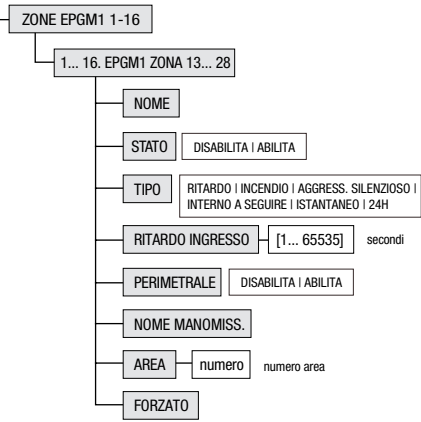 ZONE EPGM1 1-16
1... 16. EPGM1 ZONA 13... 28
NOME
STATO DISABILITA | ABILITA
TIPO RITARDO | INCENDIO | AGGRESS. SILENZIOSO |
INTERNO A SEGUIRE | ISTANTANEO | 24H
RITARDO INGRESSO [1... 65535] secondi
PERIMETRALE DISABILITA | ABILITA
NOME MANOMISS.
AREA numero numero area
FORZATO